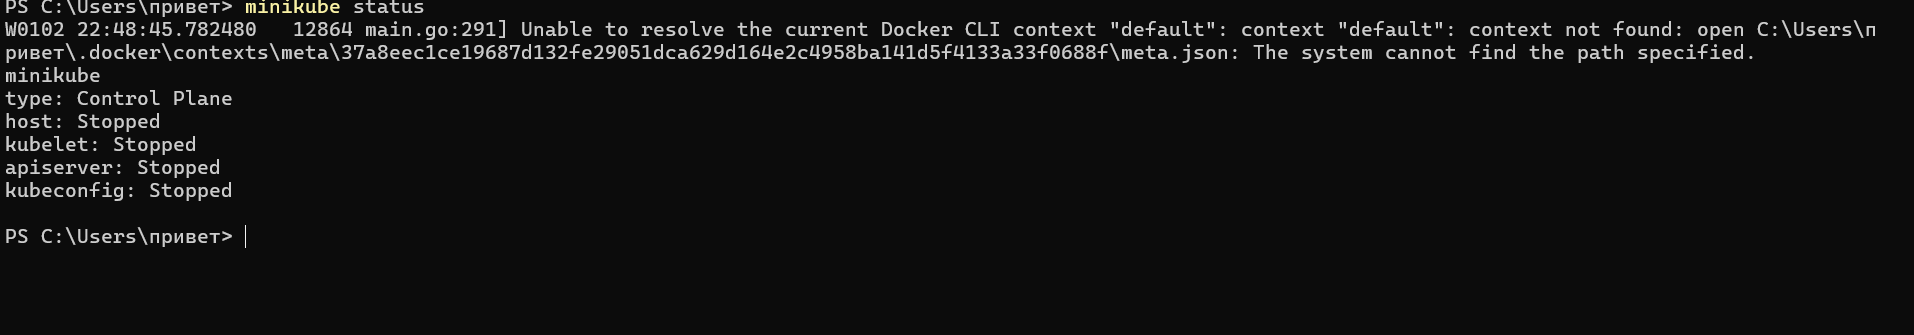 PS C:\Users\привет> minikube status
W0102 22:48:45.782480   12864 main.go:291] Unable to resolve the current Docker CLI context "default": context "default": context not found: open C:\Users\п
ривет\.docker\contexts\meta\37a8eec1ce19687d132fe29051dca629d164e2c4958ba141d5f4133a33f0688f\meta.json: The system cannot find the path specified.
minikube
type: Control Plane
host: Stopped
kubelet: Stopped
apiserver: Stopped
kubeconfig: Stopped
PS C:\Users\привет>